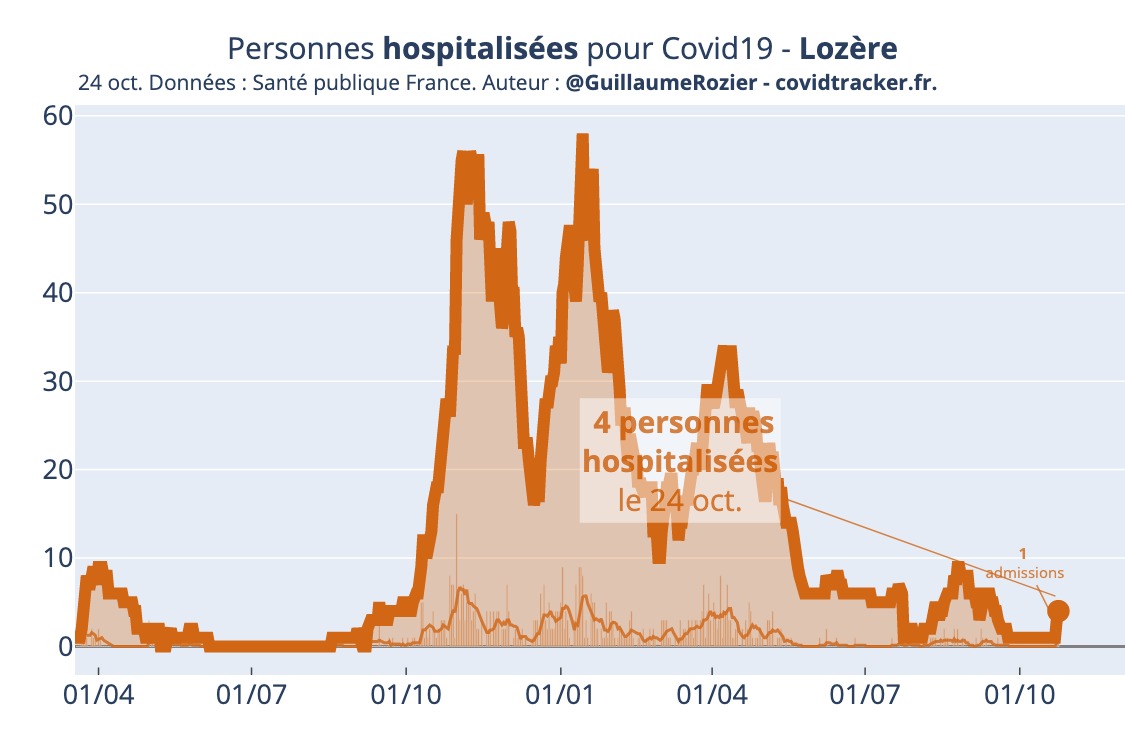 Personnes hospitalisées pour Covid19 - Lozère
24 oct. Données : Santé publique France. Auteur : @GuillaumeRozier - covidtracker.fr.
60
50
40
30
20
10
0
4 personnes
hospitalisées
le 24 oct.
1
admissions
01/04
01/07
01/10
01/01
01/04
01/07
01/10